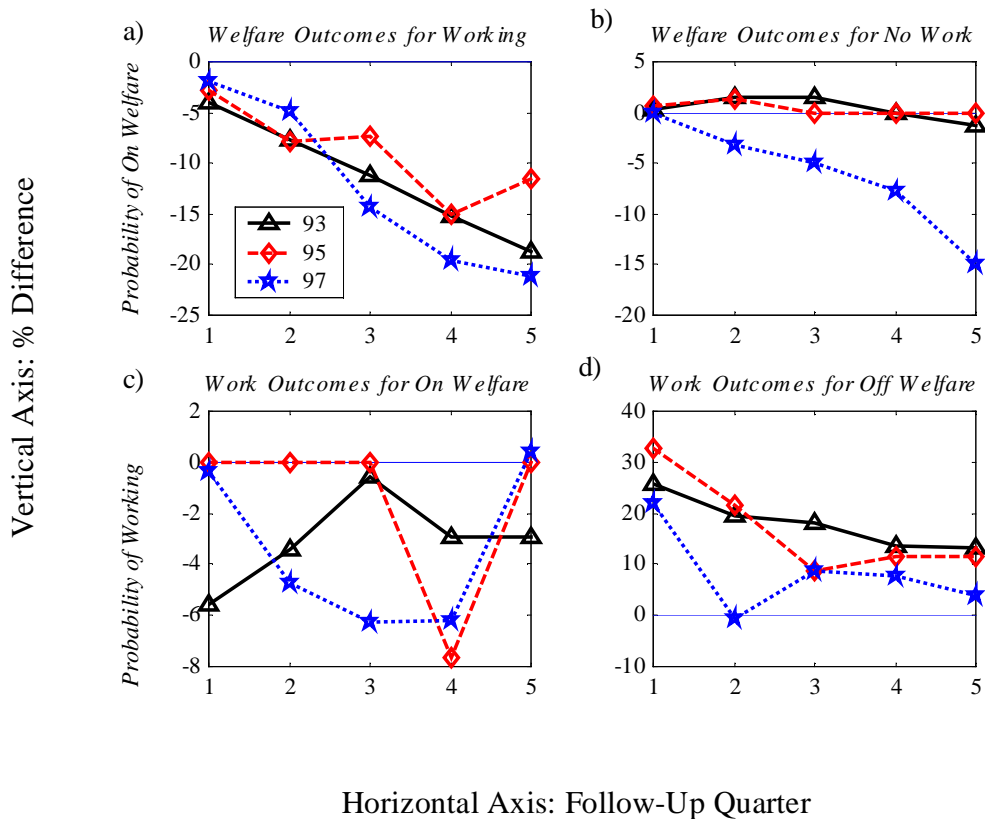 a) Welfare Outcomes for Working
b) Welfare Outcomes for No Work
Vertical Axis: % Difference
Probability of On Welfare
0
-5
-10
-15
-20
-25
93
95
97
1 2 3 4 5
5
0
-5
-10
-15
-20
1 2 3 4 5
c) Work Outcomes for On Welfare
d) Work Outcomes for Off Welfare
Probability of Working
2
0
-2
-4
-6
-8
1 2 3 4 5
40
30
20
10
0
-10
1 2 3 4 5
Horizontal Axis: Follow-Up Quarter